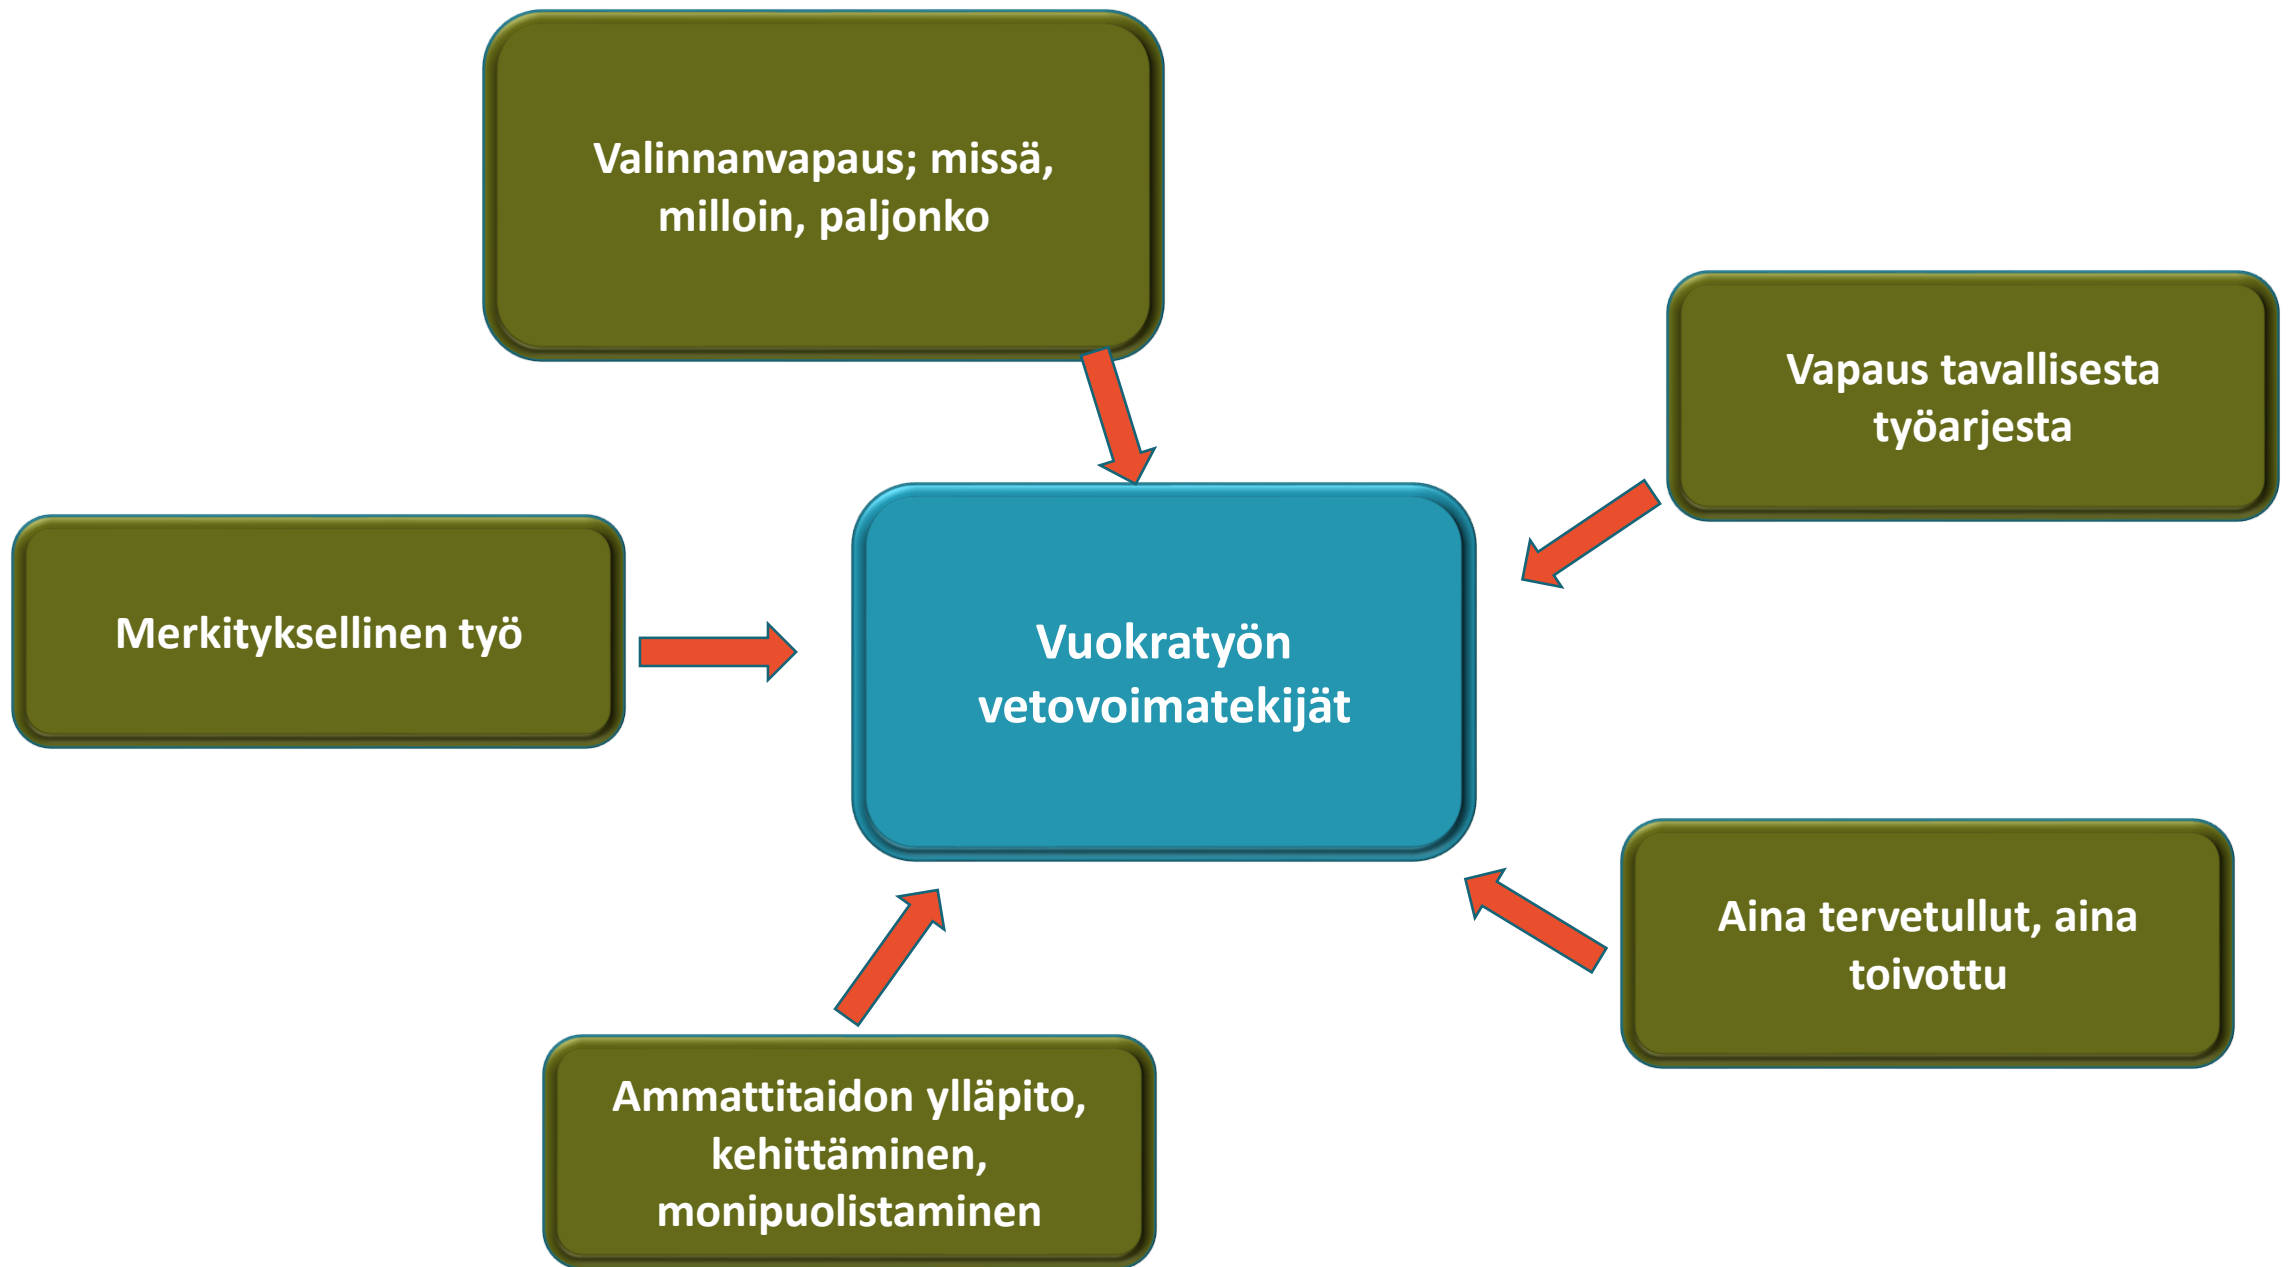 Valinnanvapaus; missä,
milloin, paljonko
Vapaus tavallisesta
työarjesta
Merkityksellinen työ
Vuokratyön
vetovoimatekijät
Aina tervetullut, aina
toivottu
Ammattitaidon ylläpito,
kehittäminen,
monipuolistaminen